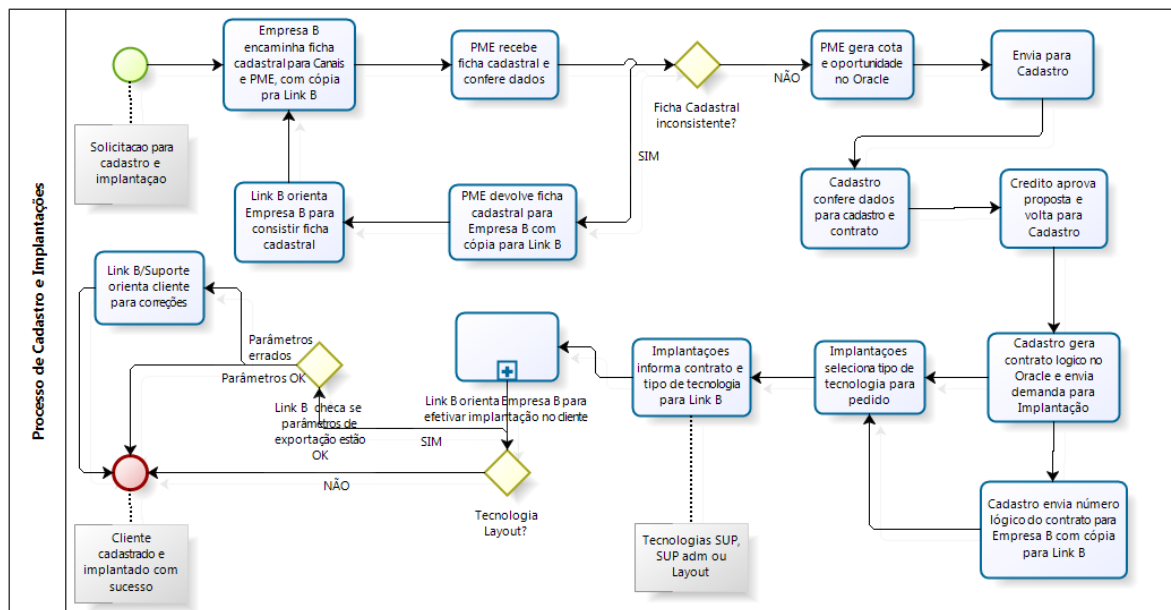 Processo de Cadastro e Implantações
Empresa B
encaminha ficha
cadastral para Canais
e PME, com cópia
pra Link B
PME recebe
ficha cadastral e
confere dados
Ficha Cadastral
inconsistente?
NÃO
SIM
PME gera cota
e oportunidade
no Oracle
Envia para
Cadastro
Solicitacao para
cadastro e
implantaçao
Link B orienta
Empresa B para
consistir ficha
cadastral
PME devolve ficha
cadastral para
Empresa B com
cópia para Link B
Cadastro
confere dados
para cadastro e
contrato
Credito aprova
proposta e
volta para
Cadastro
Link B/Suporte
orienta cliente
para correções
Parâmetros
errados
Parâmetros OK
Link B checa se
parâmetros de
exportação estão
OK
SIM
Link B orienta Empresa B para
efetivar implantação no cliente
Implantaçoes
informa contrato e
tipo de tecnologia
para Link B
Implantaçoes
seleciona tipo de
tecnologia para
pedido
Cadastro gera
contrato logico no
Oracle e envia
demanda para
Implantação
NÃO
Tecnologia
Layout?
Cliente
cadastrado e
implantado com
sucesso
Tecnologias SUP,
SUP adm ou
Layout
Cadastro envia número
lógico do contrato para
Empresa B com cópia
para Link B